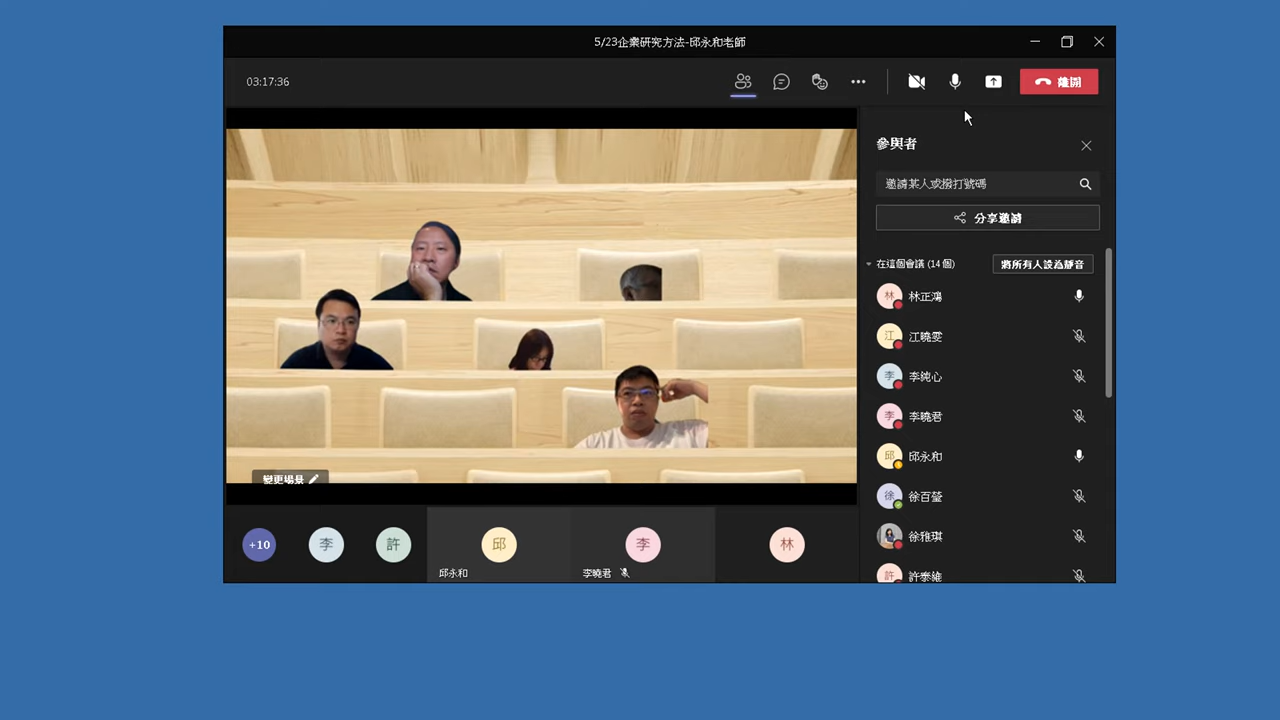 5/23企業研究方法-邱永和老師
03:17:36
離開
參與者
邀請某人或撥打號碼
分享邀請
在這個會議 (14 個)
將所有人設為靜音
林正鴻
江曉雯
李純心
李曉君
邱 邱永和
徐 徐百瑩
徐雅琪
許泰維
變更場景
+10
李
許
邱
李
林
邱永和
李曉君